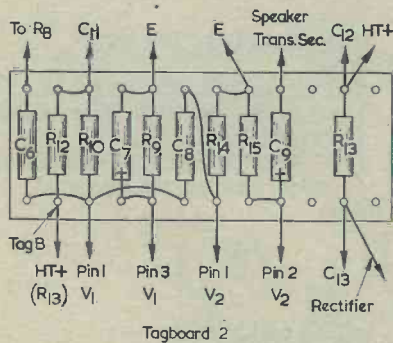 Speaker
To R8 C11 E E Trans. Sec. C12 HT+
C6 R12 R10 C7 R9 C8 R14 R15 C9 R13
+ +
Tag B
HT+ Pin 1 Pin 3 Pin 1 Pin 2 C13
(R13) V1 V1 V2 V2 Rectifier
Tagboard 2